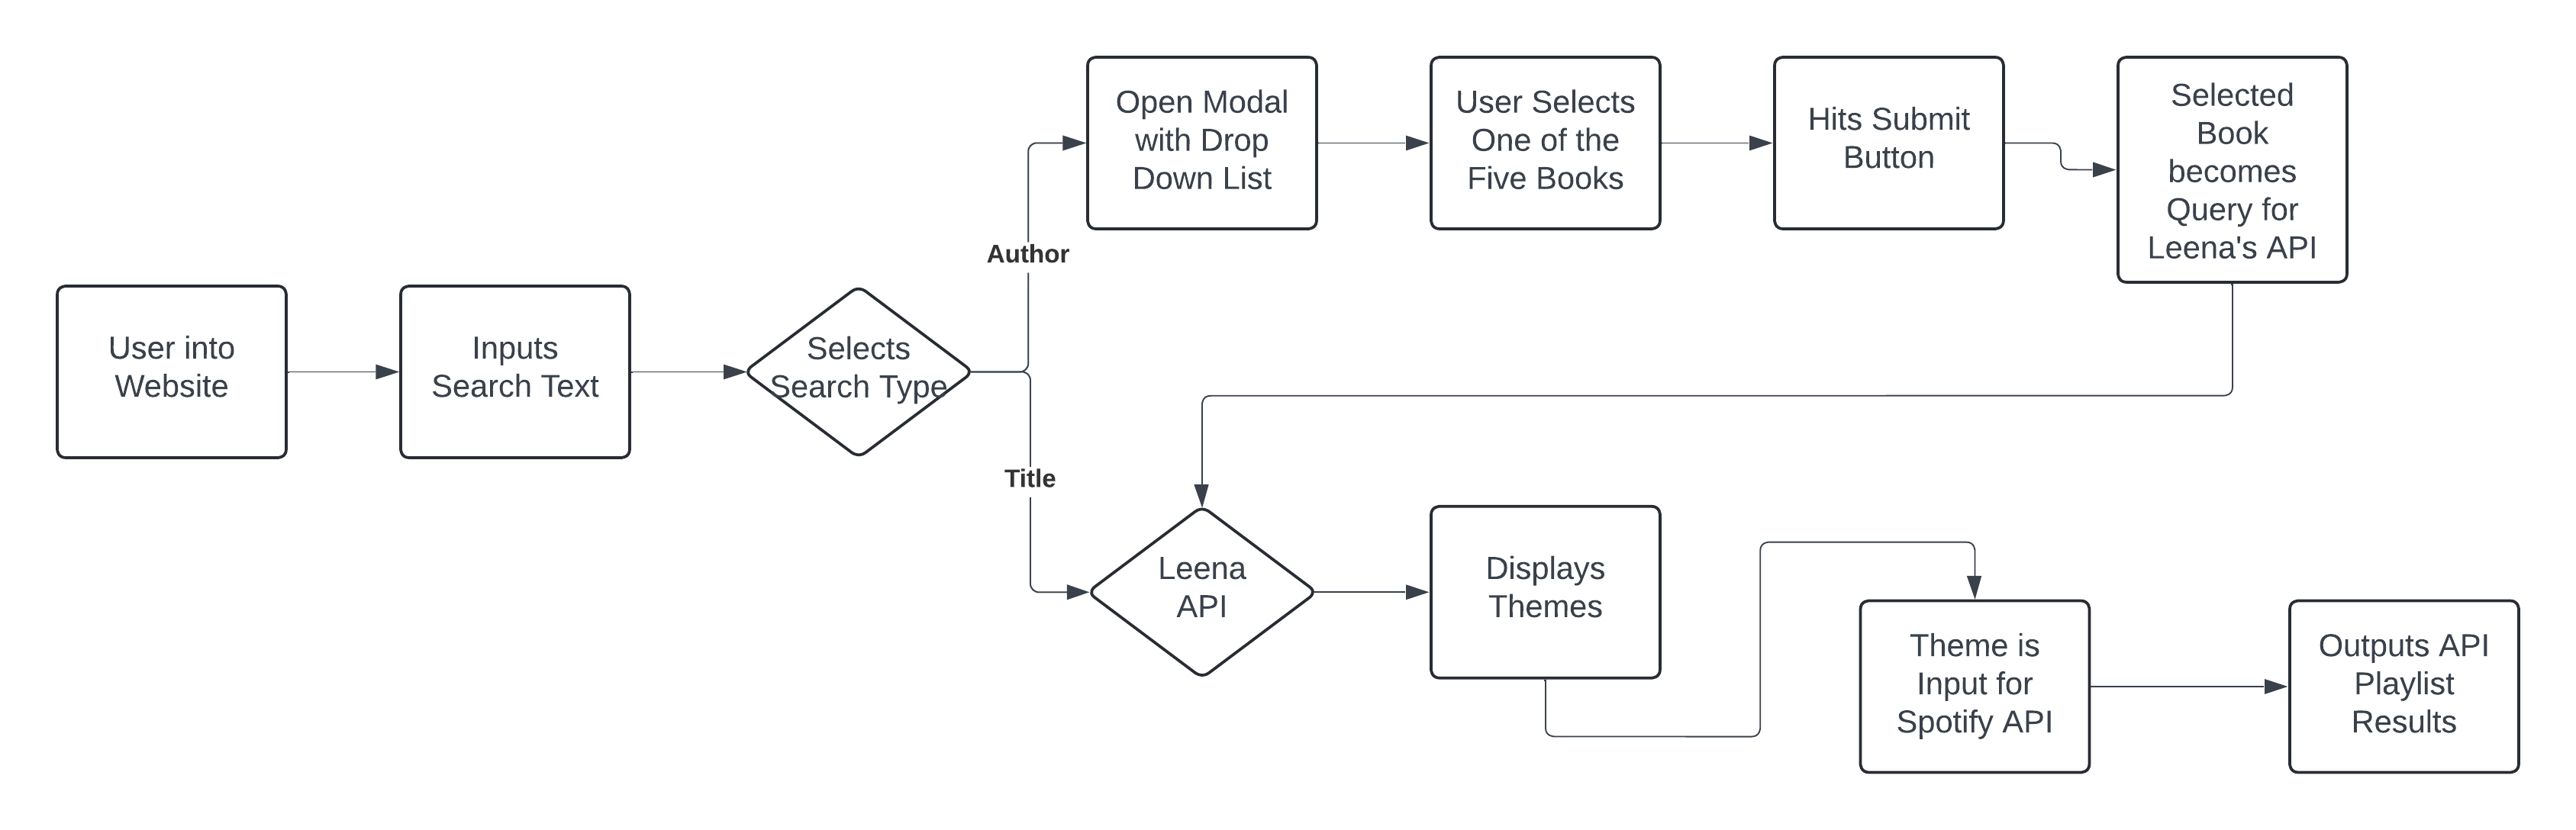 User into
Website
Inputs
Search Text
Selects
Search Type
Author
Open Modal
with Drop
Down List
User Selects
One of the
Five Books
Hits Submit
Button
Selected
Book
becomes
Query for
Leena's API
Title
Leena
API
Displays
Themes
Theme is
Input for
Spotify API
Outputs API
Playlist
Results